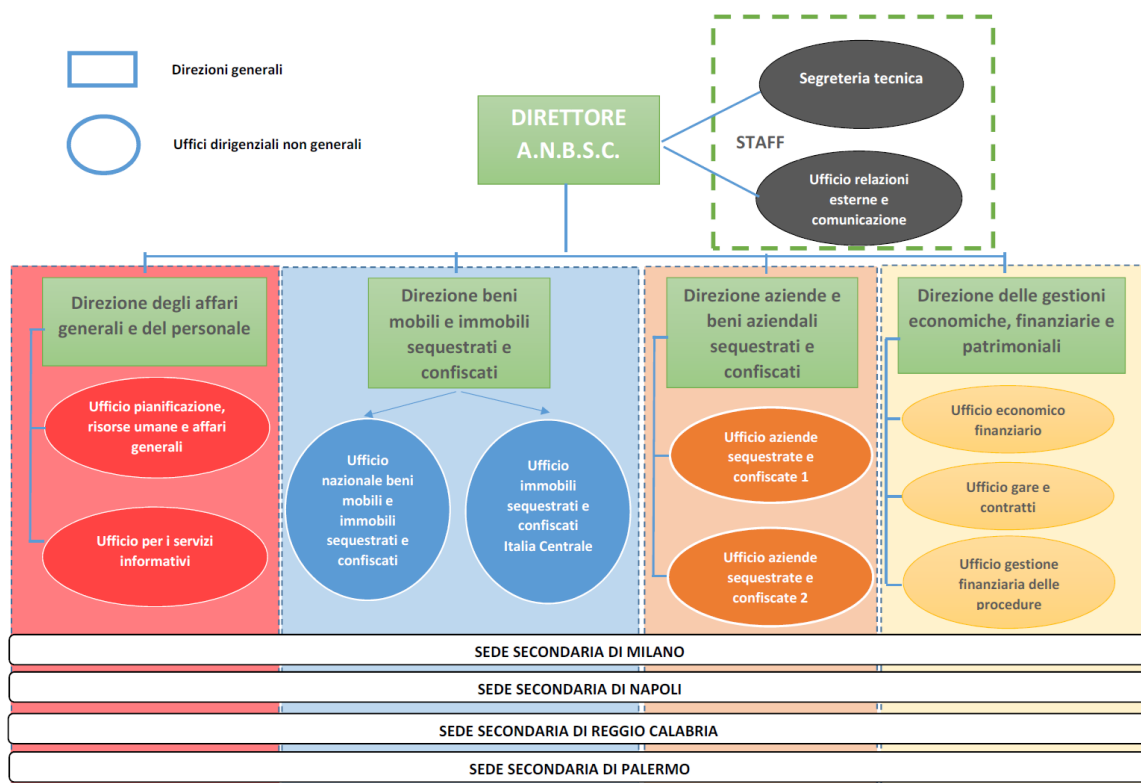 Direzioni generali
Uffici dirigenziali non generali
DIRETTORE
A.N.B.S.C.
STAFF
Segreteria tecnica
Ufficio relazioni
esterne e
comunicazione
Direzione degli affari
generali e del personale
Ufficio pianificazione,
risorse umane e affari
generali
Ufficio per i servizi
informativi
Direzione beni
mobili e immobili
sequestrati e
confiscati
Ufficio
nazionale beni
mobili e
immobili
sequestrati e
confiscati
Ufficio
immobili
sequestrati e
confiscati
Italia Centrale
Direzione aziende e
beni aziendali
sequestrati e
confiscati
Ufficio aziende
sequestrate e
confiscate 1
Ufficio aziende
sequestrate e
confiscate 2
Direzione delle gestioni
economiche, finanziarie e
patrimoniali
Ufficio economico
finanziario
Ufficio gare e
contratti
Ufficio gestione
finanziaria delle
procedure
SEDE SECONDARIA DI MILANO
SEDE SECONDARIA DI NAPOLI
SEDE SECONDARIA DI REGGIO CALABRIA
SEDE SECONDARIA DI PALERMO